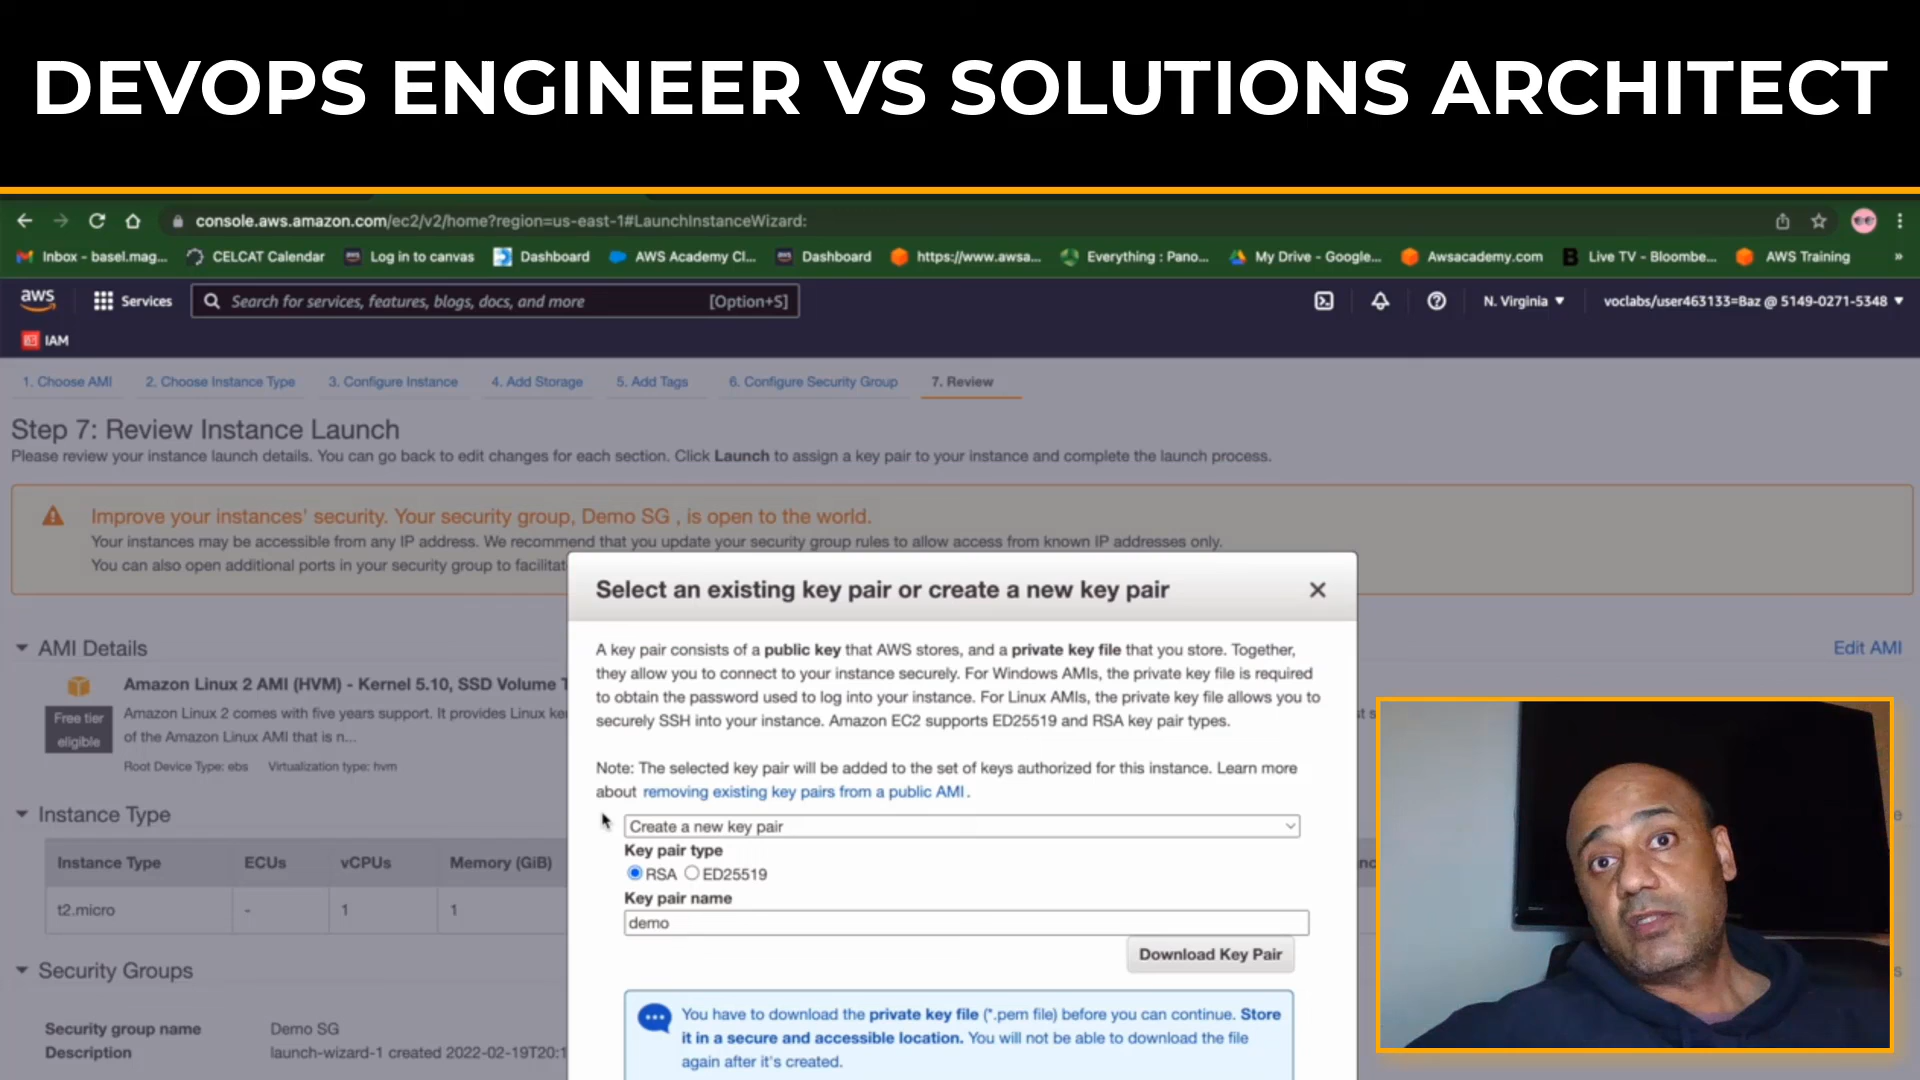 DEVOPS ENGINEER VS SOLUTIONS ARCHITECT
console.aws.amazon.com/ec2/v2/home?region=us-east-1#LaunchInstanceWizard:
Inbox - basel.mag... CELCAT Calendar Log in to canvas Dashboard AWS Academy Cl... Dashboard https://www.awsa... Everything : Pano... My Drive - Google... Awsacademy.com Live TV - Bloombe... AWS Training »
aws Services Search for services, features, blogs, docs, and more [Option+S] N. Virginia voclabs/user463133=Baz @ 5149-0271-5348
IAM
1. Choose AMI 2. Choose Instance Type 3. Configure Instance 4. Add Storage 5. Add Tags 6. Configure Security Group 7. Review
Step 7: Review Instance Launch
Please review your instance launch details. You can go back to edit changes for each section. Click Launch to assign a key pair to your instance and complete the launch process.
Improve your instances' security. Your security group, Demo SG , is open to the world.
Your instances may be accessible from any IP address. We recommend that you update your security group rules to allow access from known IP addresses only.
You can also open additional ports in your security group to facilitat
Select an existing key pair or create a new key pair
A key pair consists of a public key that AWS stores, and a private key file that you store. Together,
they allow you to connect to your instance securely. For Windows AMIs, the private key file is required
to obtain the password used to log into your instance. For Linux AMIs, the private key file allows you to
securely SSH into your instance. Amazon EC2 supports ED25519 and RSA key pair types.
Note: The selected key pair will be added to the set of keys authorized for this instance. Learn more
about removing existing key pairs from a public AMI .
Create a new key pair
Key pair type
RSA ED25519
Key pair name
demo
Download Key Pair
You have to download the private key file (*.pem file) before you can continue. Store
it in a secure and accessible location. You will not be able to download the file
again after it's created.
AMI Details Edit AMI
Amazon Linux 2 AMI (HVM) - Kernel 5.10, SSD Volume T
Free tier
eligible
Amazon Linux 2 comes with five years support. It provides Linux ke
of the Amazon Linux AMI that is n...
Root Device Type: ebs Virtualization type: hvm
Instance Type
Instance Type ECUs vCPUs Memory (GiB)
t2.micro - 1 1
Security Groups
Security group name Demo SG
Description launch-wizard-1 created 2022-02-19T20:1